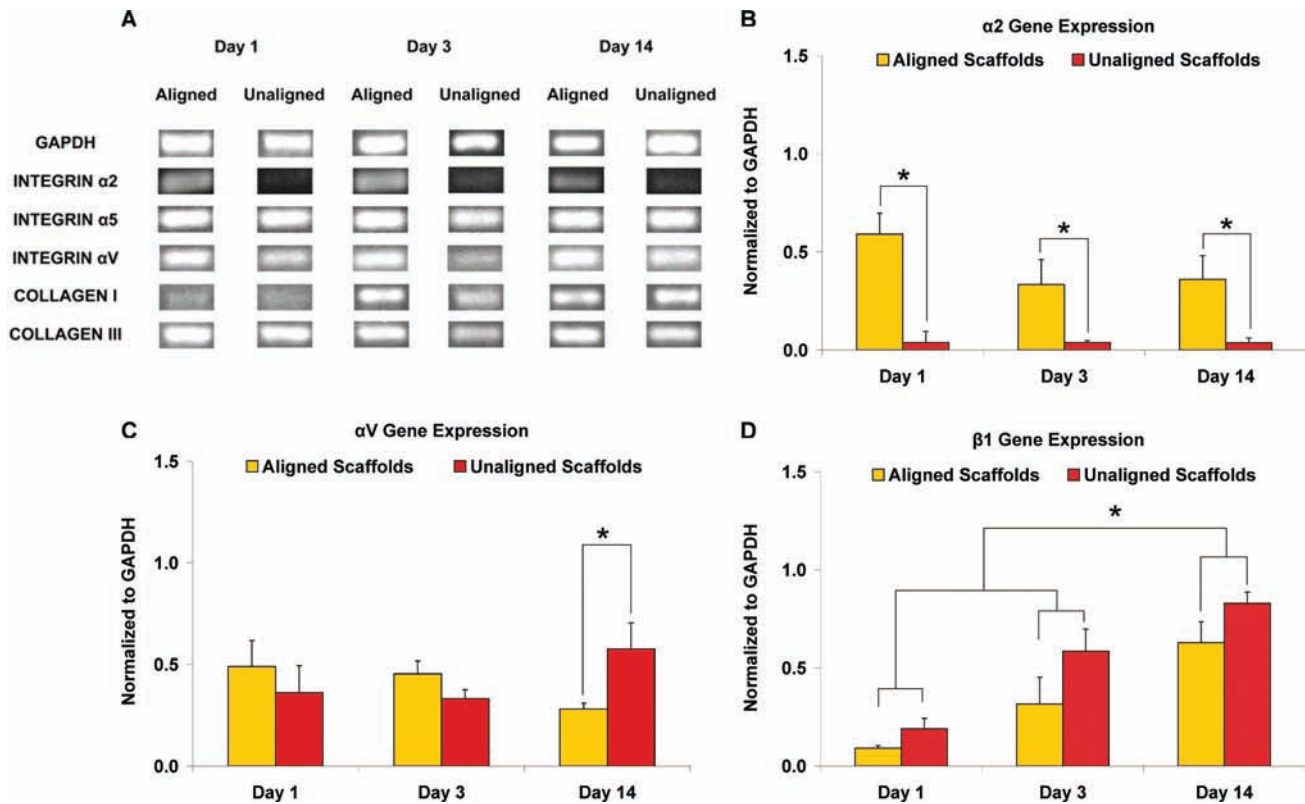 A
Day 1 Day 3 Day 14
Aligned Unaligned Aligned Unaligned Aligned Unaligned
GAPDH
INTEGRIN α2
INTEGRIN α5
INTEGRIN αV
COLLAGEN I
COLLAGEN III
B
α2 Gene Expression
Aligned Scaffolds Unaligned Scaffolds
Normalized to GAPDH
1.5
1.0
0.5
0.0
* * *
Day 1 Day 3 Day 14
C
αV Gene Expression
Aligned Scaffolds Unaligned Scaffolds
Normalized to GAPDH
1.5
1.0
0.5
0.0
*
Day 1 Day 3 Day 14
D
β1 Gene Expression
Aligned Scaffolds Unaligned Scaffolds
Normalized to GAPDH
1.5
1.0
0.5
0.0
*
Day 1 Day 3 Day 14